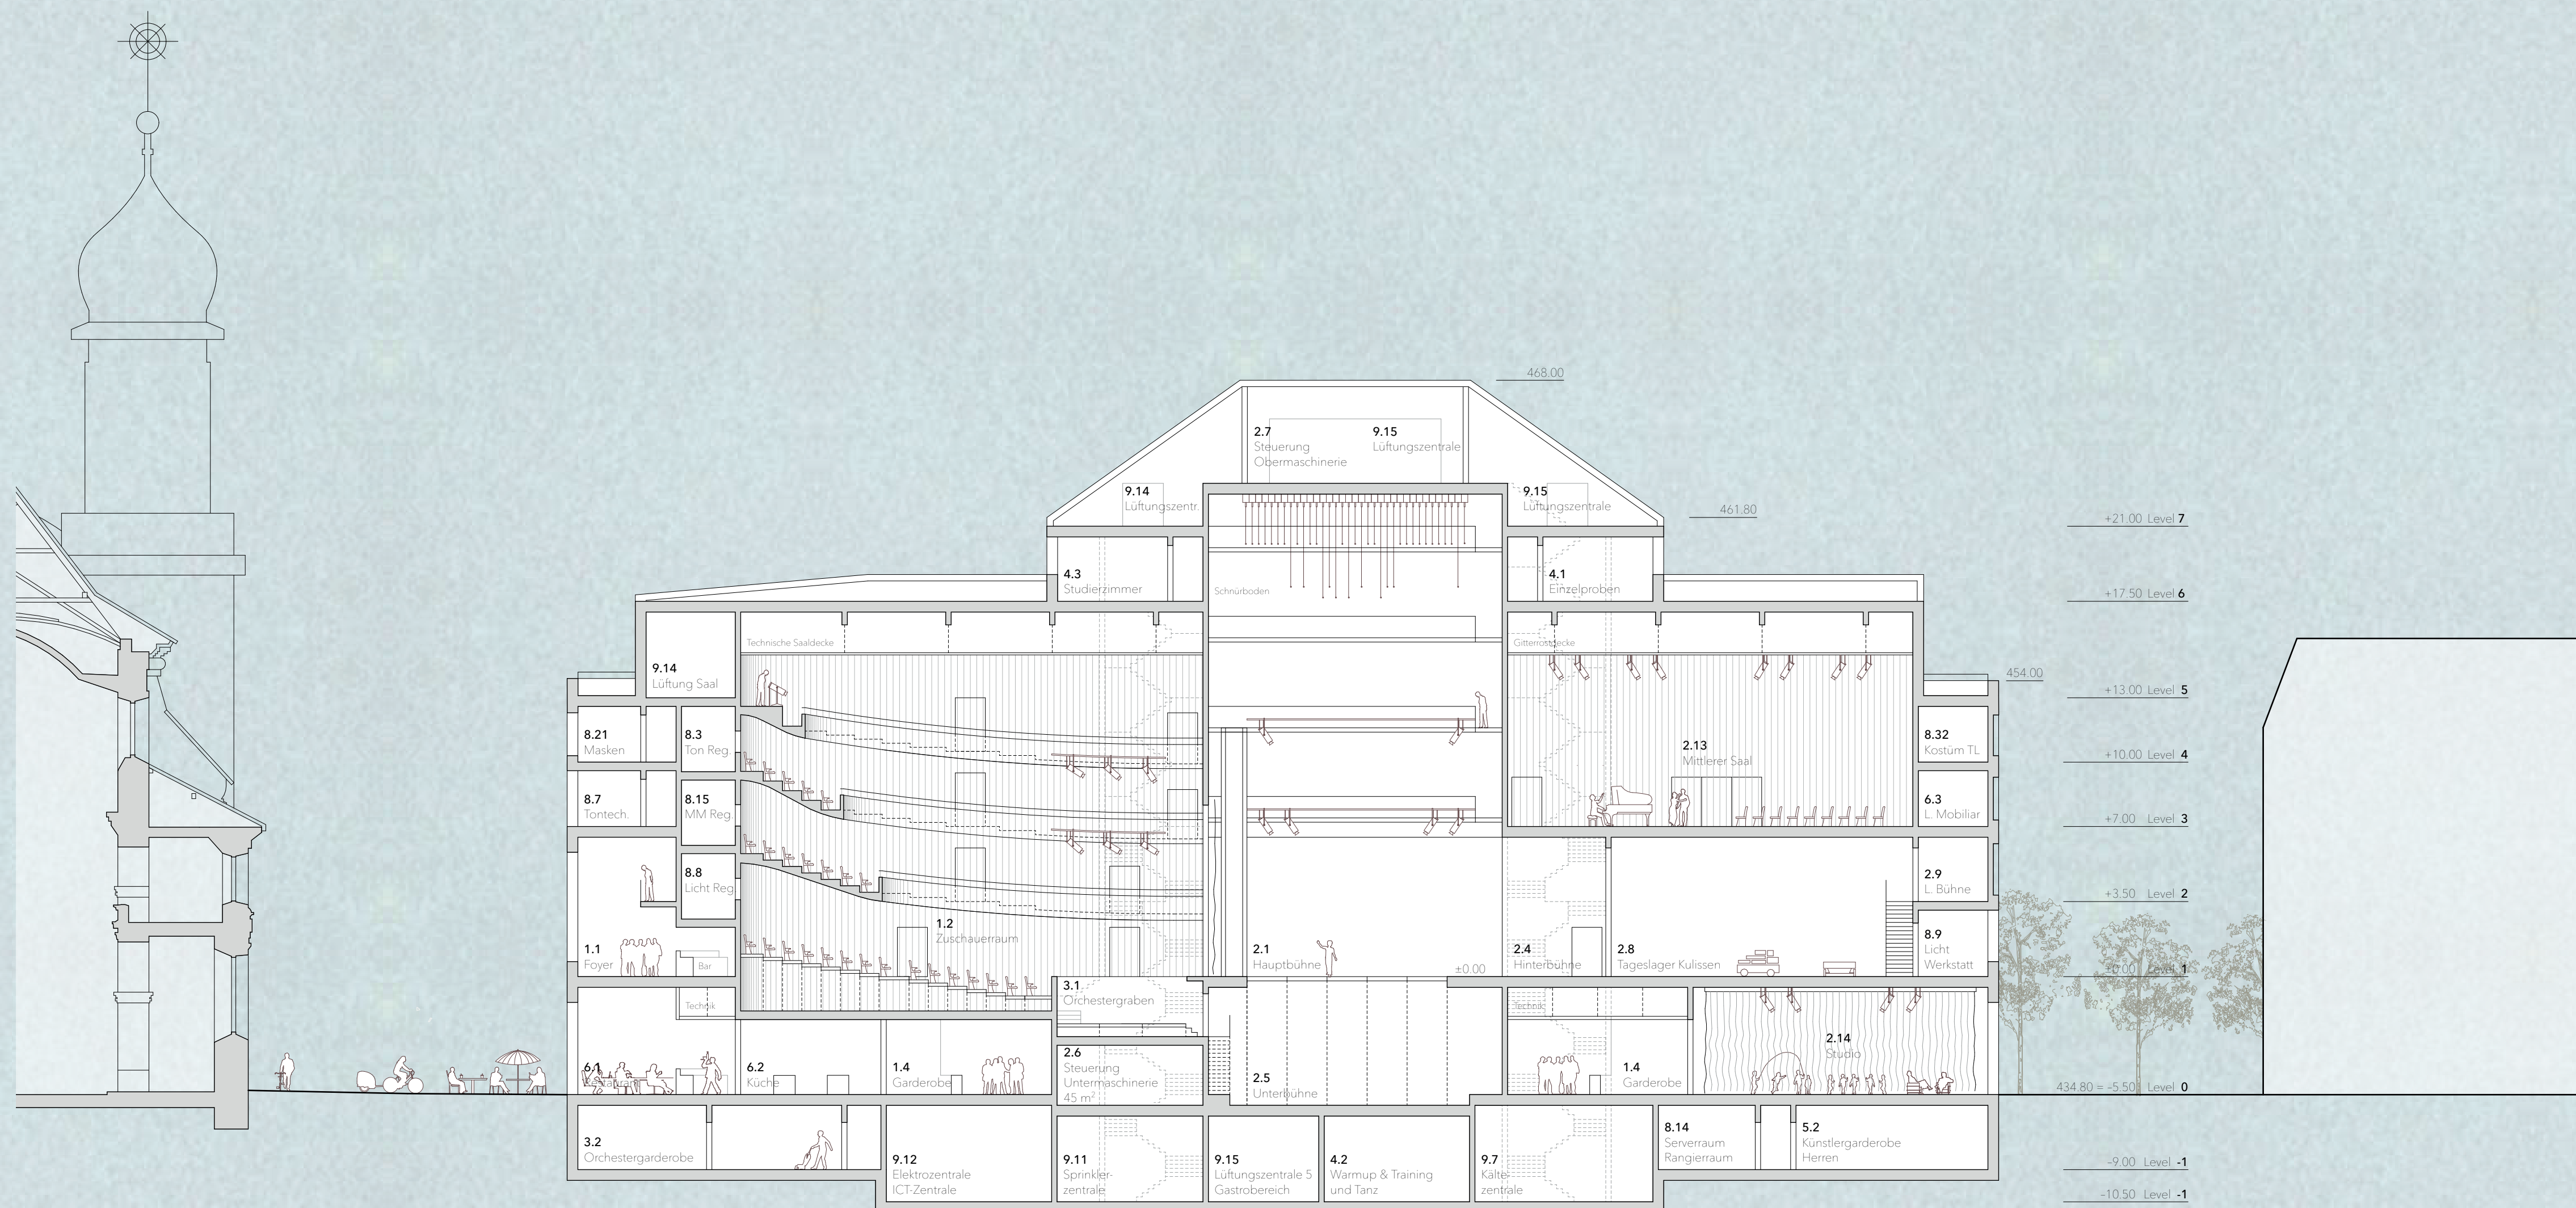 468.00
2.7
Steuerung
Obermaschinerie
9.15
Lüftungszentrale
9.14
Lüftungszentr.
9.15
Lüftungszentrale
461.80
+21.00 Level 7
4.3
Studierzimmer
Schnürboden
4.1
Einzelproben
+17.50 Level 6
9.14
Lüftung Saal
Technische Saaldecke
Gitterrostdecke
454.00
+13.00 Level 5
8.21
Masken
8.3
Ton Reg.
2.13
Mittlerer Saal
8.32
Kostüm TL
+10.00 Level 4
8.7
Tontech.
8.15
MM Reg.
6.3
L. Mobiliar
+7.00 Level 3
8.8
Licht Reg
2.9
L. Bühne
+3.50 Level 2
1.1
Foyer
Bar
1.2
Zuschauerraum
2.1
Hauptbühne
±0.00
2.4
Hinterbühne
2.8
Tageslager Kulissen
8.9
Licht
Werkstatt
±0.00 Level 1
Technik
3.1
Orchestergraben
Technik
6.1
Restaurant
6.2
Küche
1.4
Garderobe
2.6
Steuerung
Untermaschinerie
45 m²
2.5
Unterbühne
1.4
Garderobe
2.14
Studio
434.80 = –5.50 Level 0
3.2
Orchestergarderobe
9.12
Elektrozentrale
ICT-Zentrale
9.11
Sprinkler-
zentrale
9.15
Lüftungszentrale 5
Gastrobereich
4.2
Warmup & Training
und Tanz
9.7
Kälte-
zentrale
8.14
Serverraum
Rangierraum
5.2
Künstlergarderobe
Herren
–9.00 Level -1
–10.50 Level -1